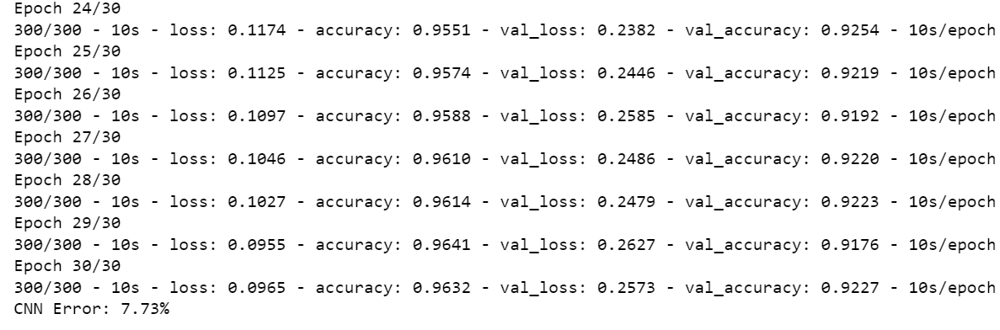 Epoch 24/30
300/300 - 10s - loss: 0.1174 - accuracy: 0.9551 - val_loss: 0.2382 - val_accuracy: 0.9254 - 10s/epoch
Epoch 25/30
300/300 - 10s - loss: 0.1125 - accuracy: 0.9574 - val_loss: 0.2446 - val_accuracy: 0.9219 - 10s/epoch
Epoch 26/30
300/300 - 10s - loss: 0.1097 - accuracy: 0.9588 - val_loss: 0.2585 - val_accuracy: 0.9192 - 10s/epoch
Epoch 27/30
300/300 - 10s - loss: 0.1046 - accuracy: 0.9610 - val_loss: 0.2486 - val_accuracy: 0.9220 - 10s/epoch
Epoch 28/30
300/300 - 10s - loss: 0.1027 - accuracy: 0.9614 - val_loss: 0.2479 - val_accuracy: 0.9223 - 10s/epoch
Epoch 29/30
300/300 - 10s - loss: 0.0955 - accuracy: 0.9641 - val_loss: 0.2627 - val_accuracy: 0.9176 - 10s/epoch
Epoch 30/30
300/300 - 10s - loss: 0.0965 - accuracy: 0.9632 - val_loss: 0.2573 - val_accuracy: 0.9227 - 10s/epoch
CNN Error: 7.73%